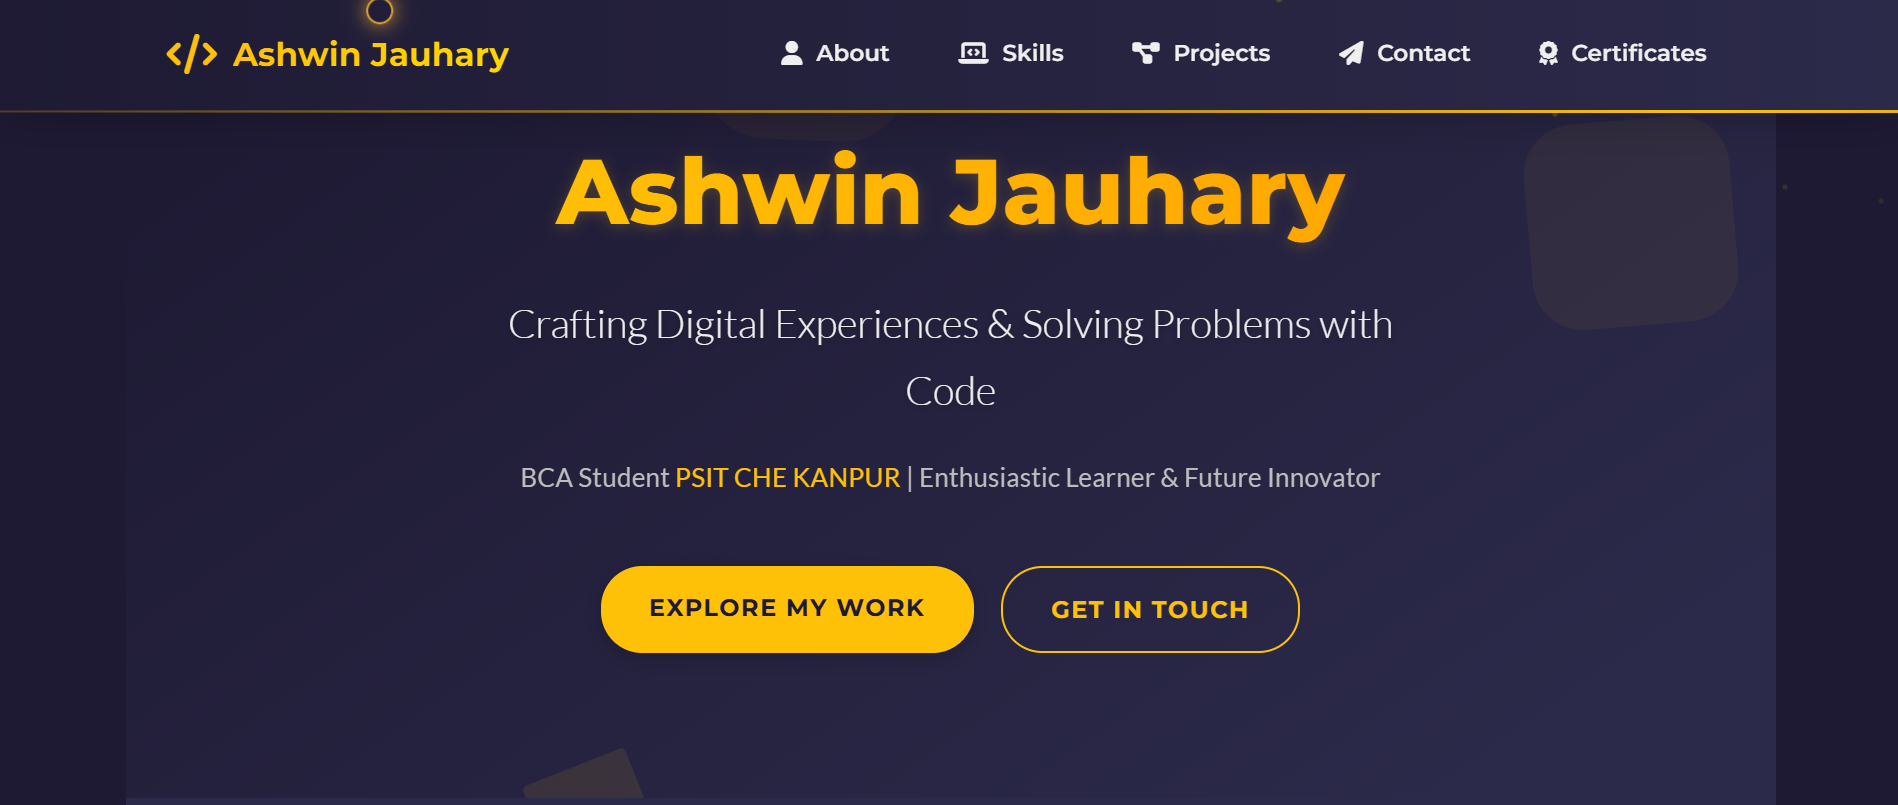 Ashwin Jauhary
About
Skills
Projects
Contact
Certificates
Ashwin Jauhary
Crafting Digital Experiences & Solving Problems with
Code
BCA Student PSIT CHE KANPUR | Enthusiastic Learner & Future Innovator
EXPLORE MY WORK
GET IN TOUCH